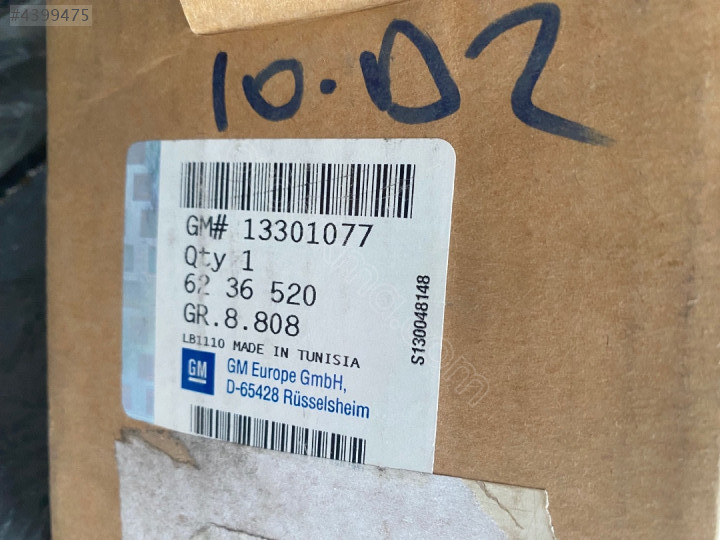 #4399475
10.D2
GM# 13301077
Qty 1
62 36 520
GR.8.808
LB1110 MADE IN TUNISIA
GM
GM Europe GmbH,
D-65428 Rüsselsheim
S130048148